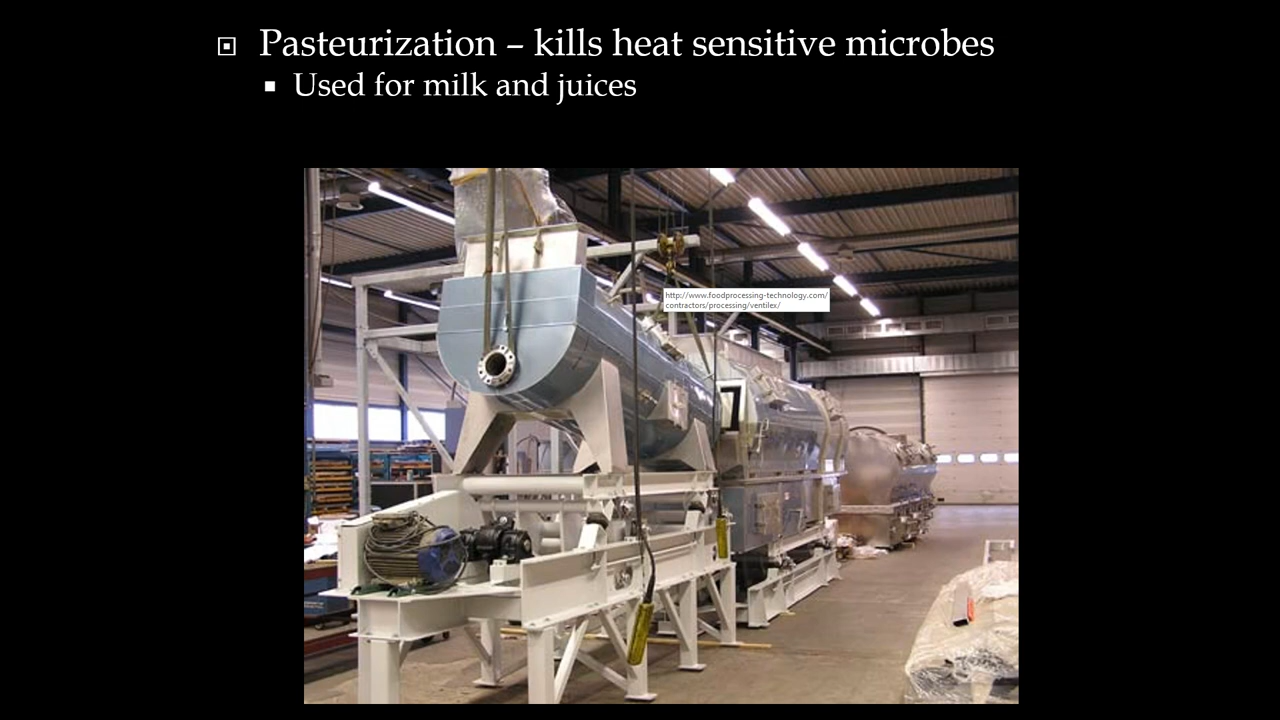 Pasteurization – kills heat sensitive microbes
Used for milk and juices
http://www.foodprocessing-technology.com/
contractors/processing/ventilex/